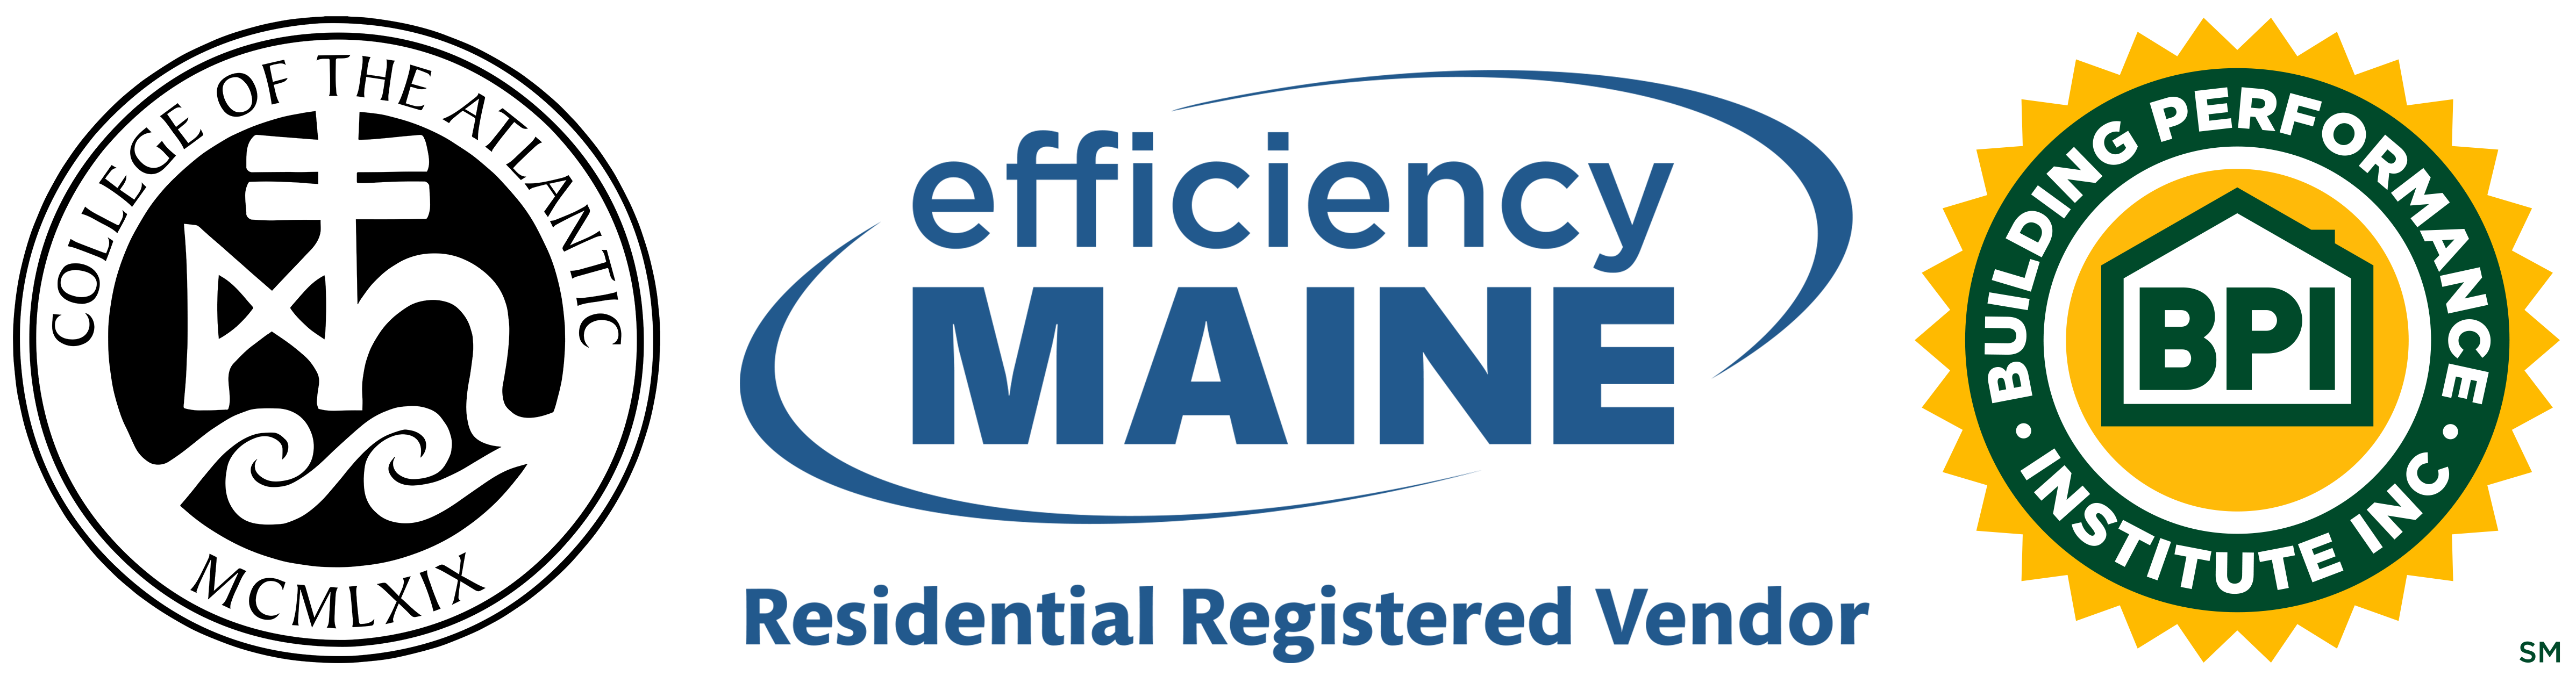 COLLEGE OF THE ATLANTIC
MCMLXIX
efficiency
MAINE
Residential Registered Vendor
BUILDING PERFORMANCE
BPI
• INSTITUTE INC •
SM